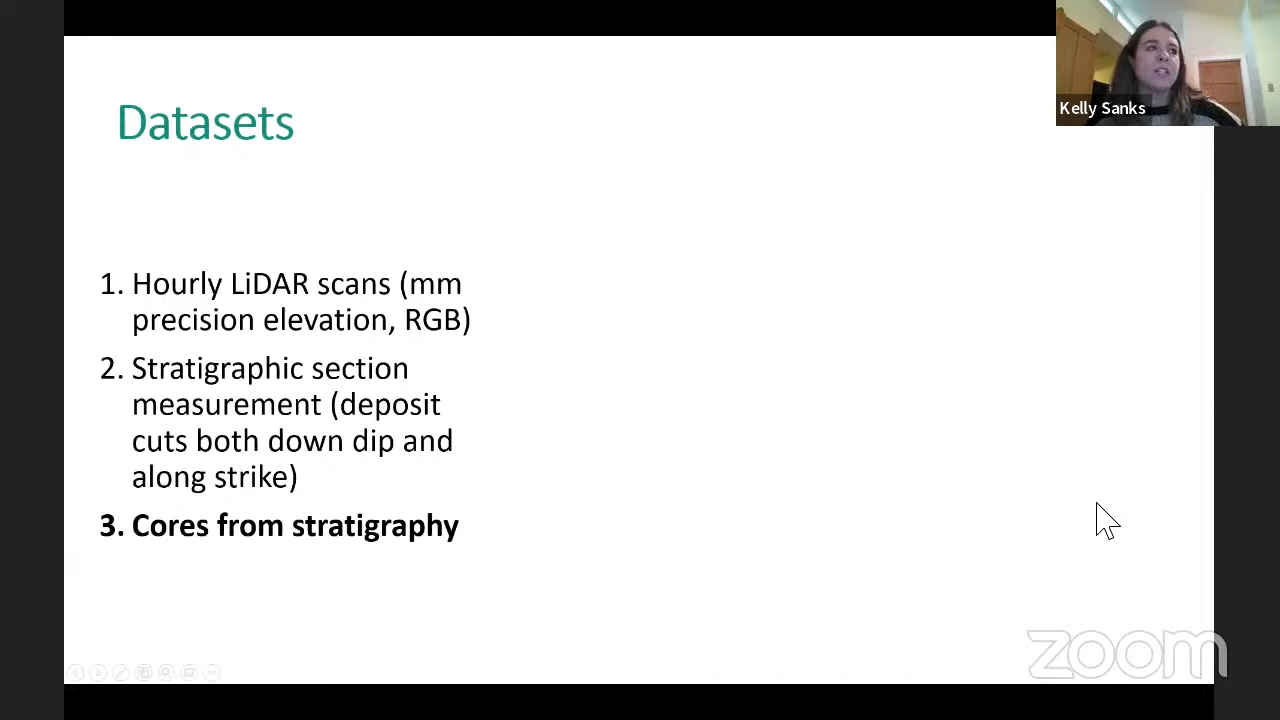 Kelly Sanks
Datasets
1. Hourly LiDAR scans (mm
precision elevation, RGB)
2. Stratigraphic section
measurement (deposit
cuts both down dip and
along strike)
3. Cores from stratigraphy
zoom